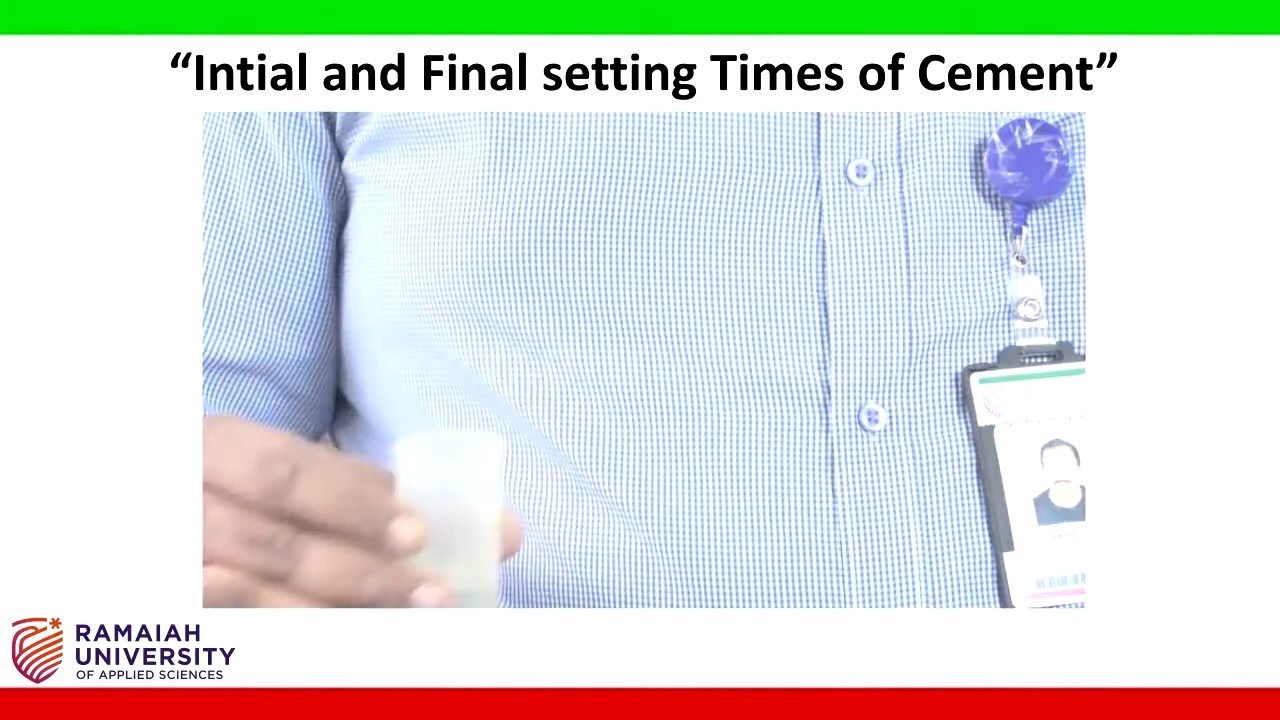 “Intial and Final setting Times of Cement”
RAMAIAH
UNIVERSITY
OF APPLIED SCIENCES